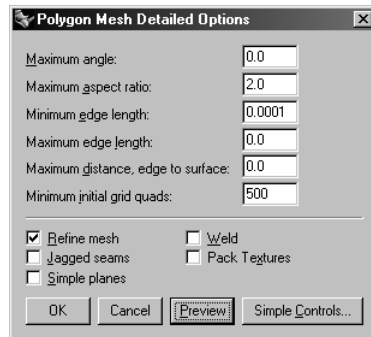 Polygon Mesh Detailed Options
Maximum angle: 0.0
Maximum aspect ratio: 2.0
Minimum edge length: 0.0001
Maximum edge length: 0.0
Maximum distance, edge to surface: 0.0
Minimum initial grid quads: 500
Refine mesh Weld
Jagged seams Pack Textures
Simple planes
OK Cancel Preview Simple Controls...